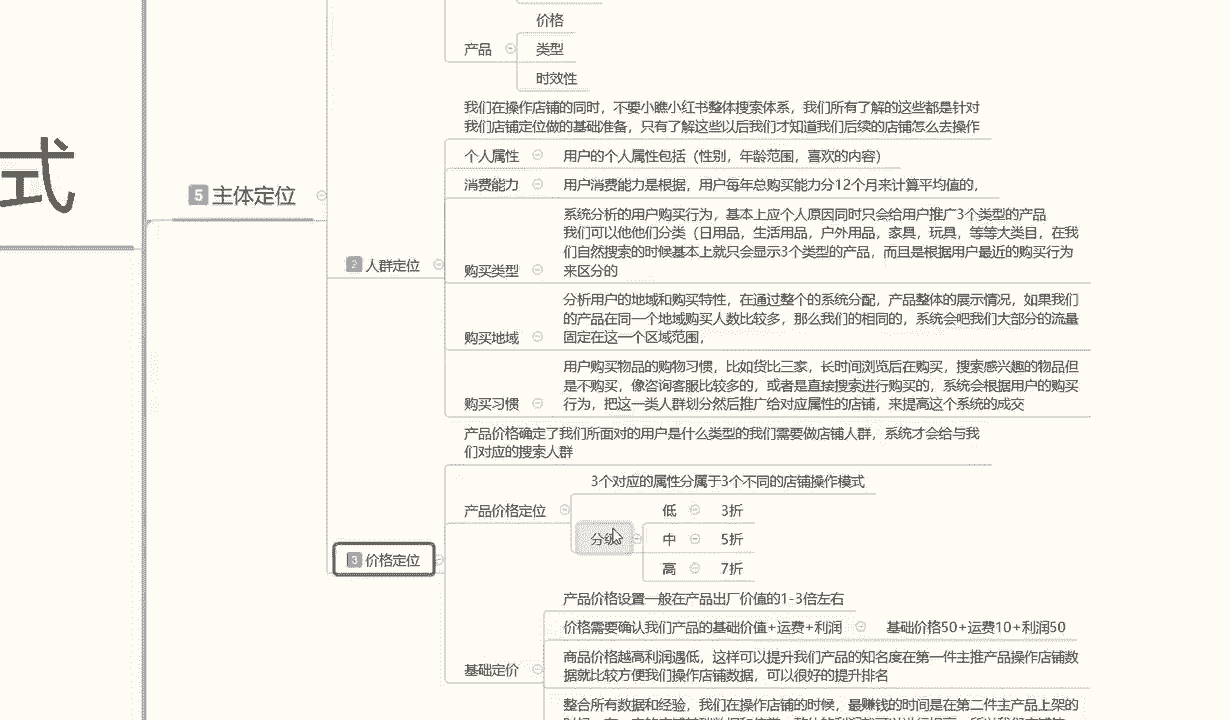 价格
产品
类型
时效性
式
5 主体定位
我们在操作店铺的同时，不要小瞧小红书整体搜索体系，我们所有了解的这些都是针对
我们店铺定位做的基础准备，只有了解这些以后我们才知道我们后续的店铺怎么去操作
2 人群定位
个人属性
用户的个人属性包括（性别，年龄范围，喜欢的内容）
消费能力
用户消费能力是根据，用户每年总购买能力分12个月来计算平均值的，
购买类型
系统分析的用户购买行为，基本上应个人原因同时只会给用户推广3个类型的产品
我们可以他他们分类（日用品，生活用品，户外用品，家具，玩具，等等大类目，在我
们自然搜索的时候基本上就只会显示3个类型的产品，而且是根据用户最近的购买行为
来区分的
购买地域
分析用户的地域和购买特性，在通过整个的系统分配，产品整体的展示情况，如果我们
的产品在同一个地域购买人数比较多，那么我们的相同的，系统会吧我们大部分的流量
固定在这一个区域范围，
购买习惯
用户购买物品的购物习惯，比如货比三家，长时间浏览后在购买，搜索感兴趣的物品但
是不购买，像咨询客服比较多的，或者是直接搜索进行购买的，系统会根据用户的购买
行为，把这一类人群划分然后推广给对应属性的店铺，来提高这个系统的成交
3 价格定位
产品价格确定了我们所面对的用户是什么类型的我们需要做店铺人群，系统才会给与我
们对应的搜索人群
产品价格定位
3个对应的属性分属于3个不同的店铺操作模式
分
低
3折
中
5折
高
7折
基础定价
产品价格设置一般在产品出厂价值的1-3倍左右
价格需要确认我们产品的基础价值+运费+利润
基础价格50+运费10+利润50
商品价格越高利润遇低，这样可以提升我们产品的知名度在第一件主推产品操作店铺数
据就比较方便我们操作店铺数据，可以很好的提升排名
整合所有数据和经验，我们在操作店铺的时候，最赚钱的时间是在第二件主产品上架的